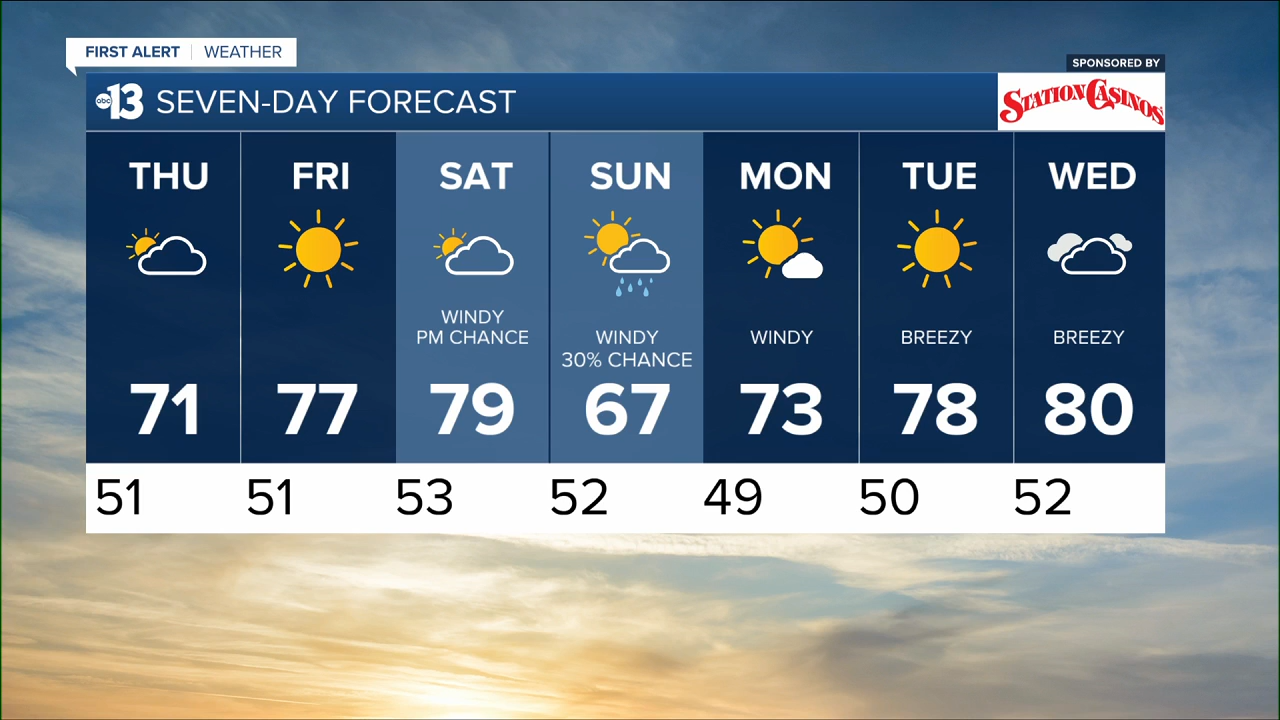 FIRST ALERT WEATHER
SPONSORED BY
abc 13 SEVEN-DAY FORECAST
STATION CASINOS
THU FRI SAT SUN MON TUE WED
WINDY
PM CHANCE
WINDY
30% CHANCE
WINDY
BREEZY
BREEZY
71 77 79 67 73 78 80
51 51 53 52 49 50 52